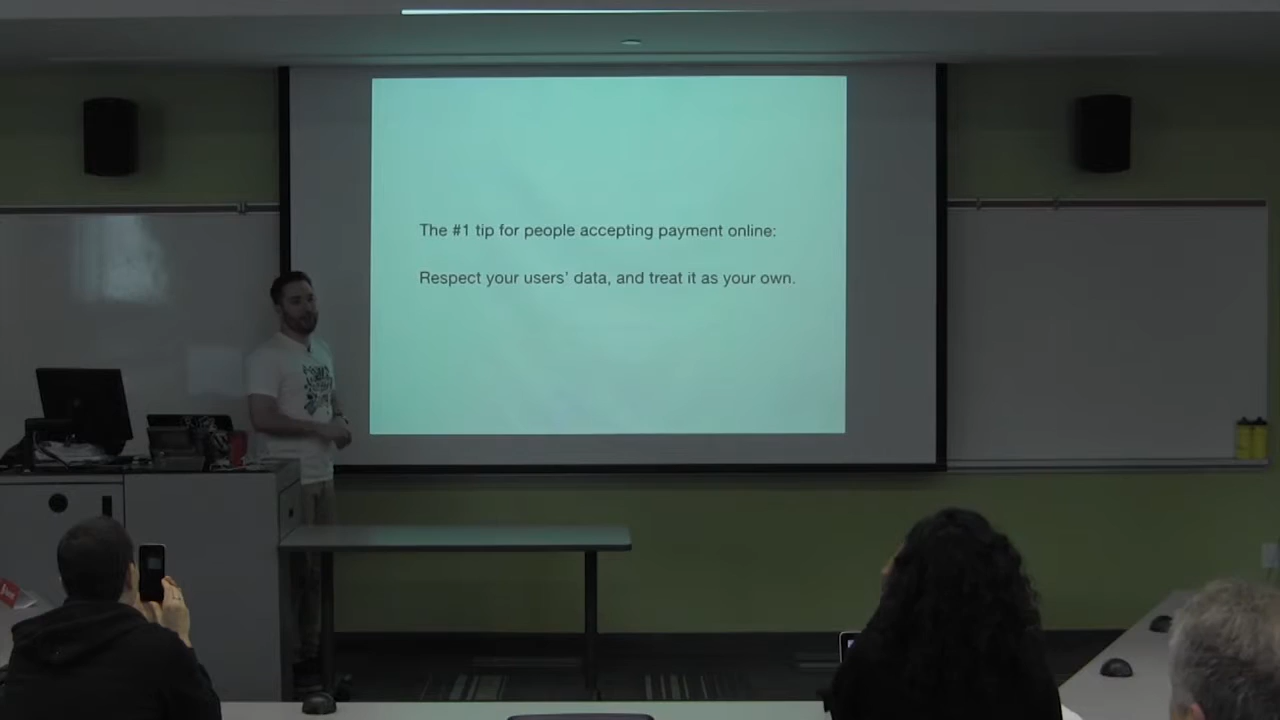 The #1 tip for people accepting payment online:
Respect your users' data, and treat it as your own.